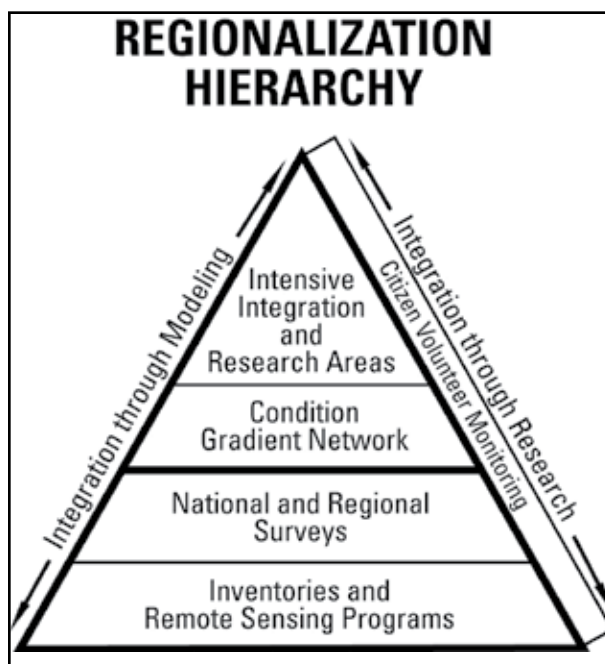 REGIONALIZATION
HIERARCHY
Integration through Modeling
Intensive
Integration
and
Research Areas
Condition
Gradient Network
National and Regional
Surveys
Inventories and
Remote Sensing Programs
Citizen Volunteer Monitoring
Integration through Research